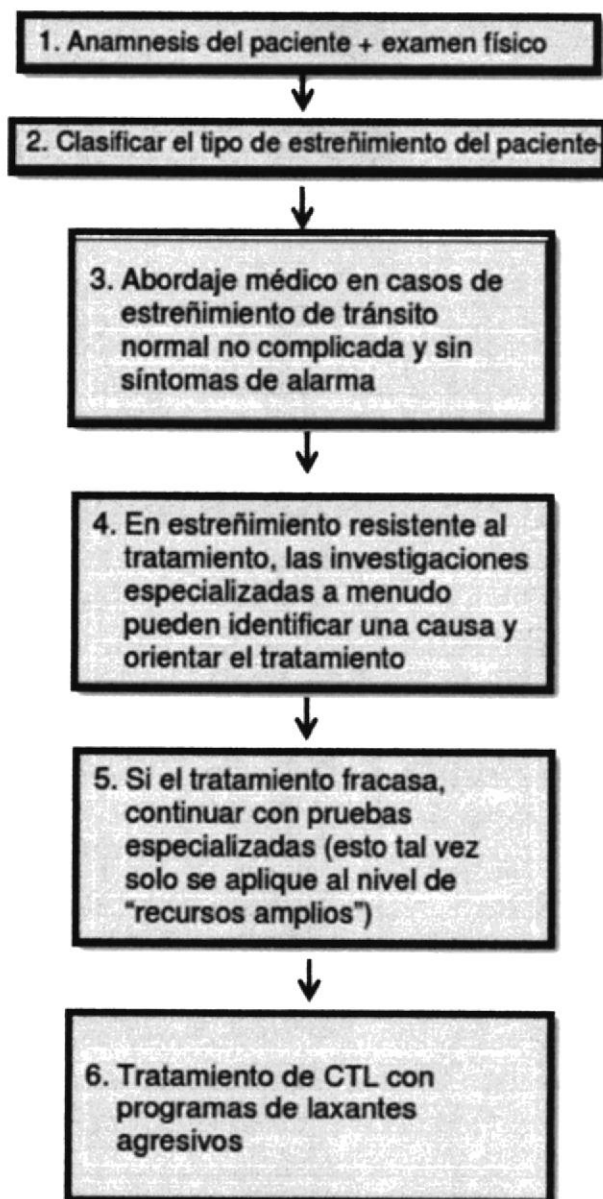 1. Anamnesis del paciente + examen físico
2. Clasificar el tipo de estreñimiento del paciente
3. Abordaje médico en casos de
estreñimiento de tránsito
normal no complicada y sin
síntomas de alarma
4. En estreñimiento resistente al
tratamiento, las investigaciones
especializadas a menudo
pueden identificar una causa y
orientar el tratamiento
5. Si el tratamiento fracasa,
continuar con pruebas
especializadas (esto tal vez
solo se aplique al nivel de
“recursos amplios”)
6. Tratamiento de CTL con
programas de laxantes
agresivos